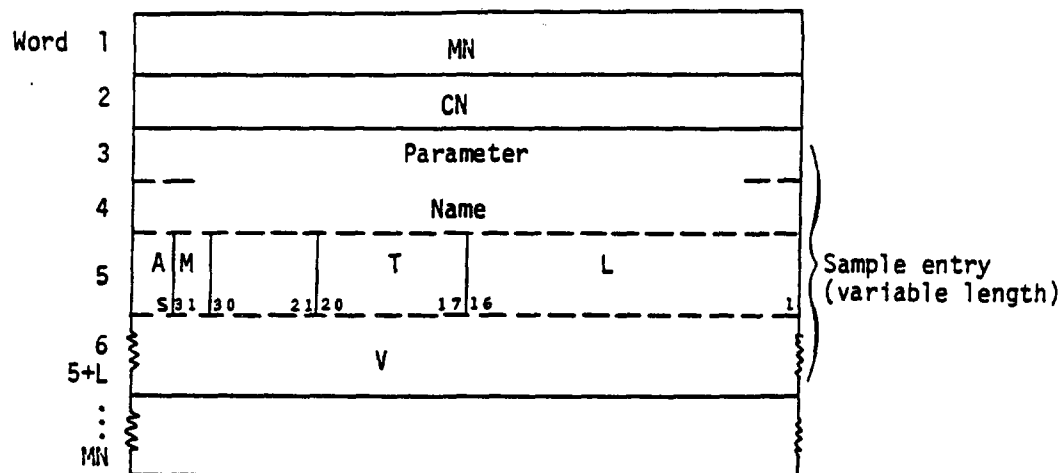 Word 1 MN
2 CN
3 Parameter
4 Name
5 A M T L
S 31 30 21 20 17 16 1
Sample entry
(variable length)
6 V
5+L
⋮
MN